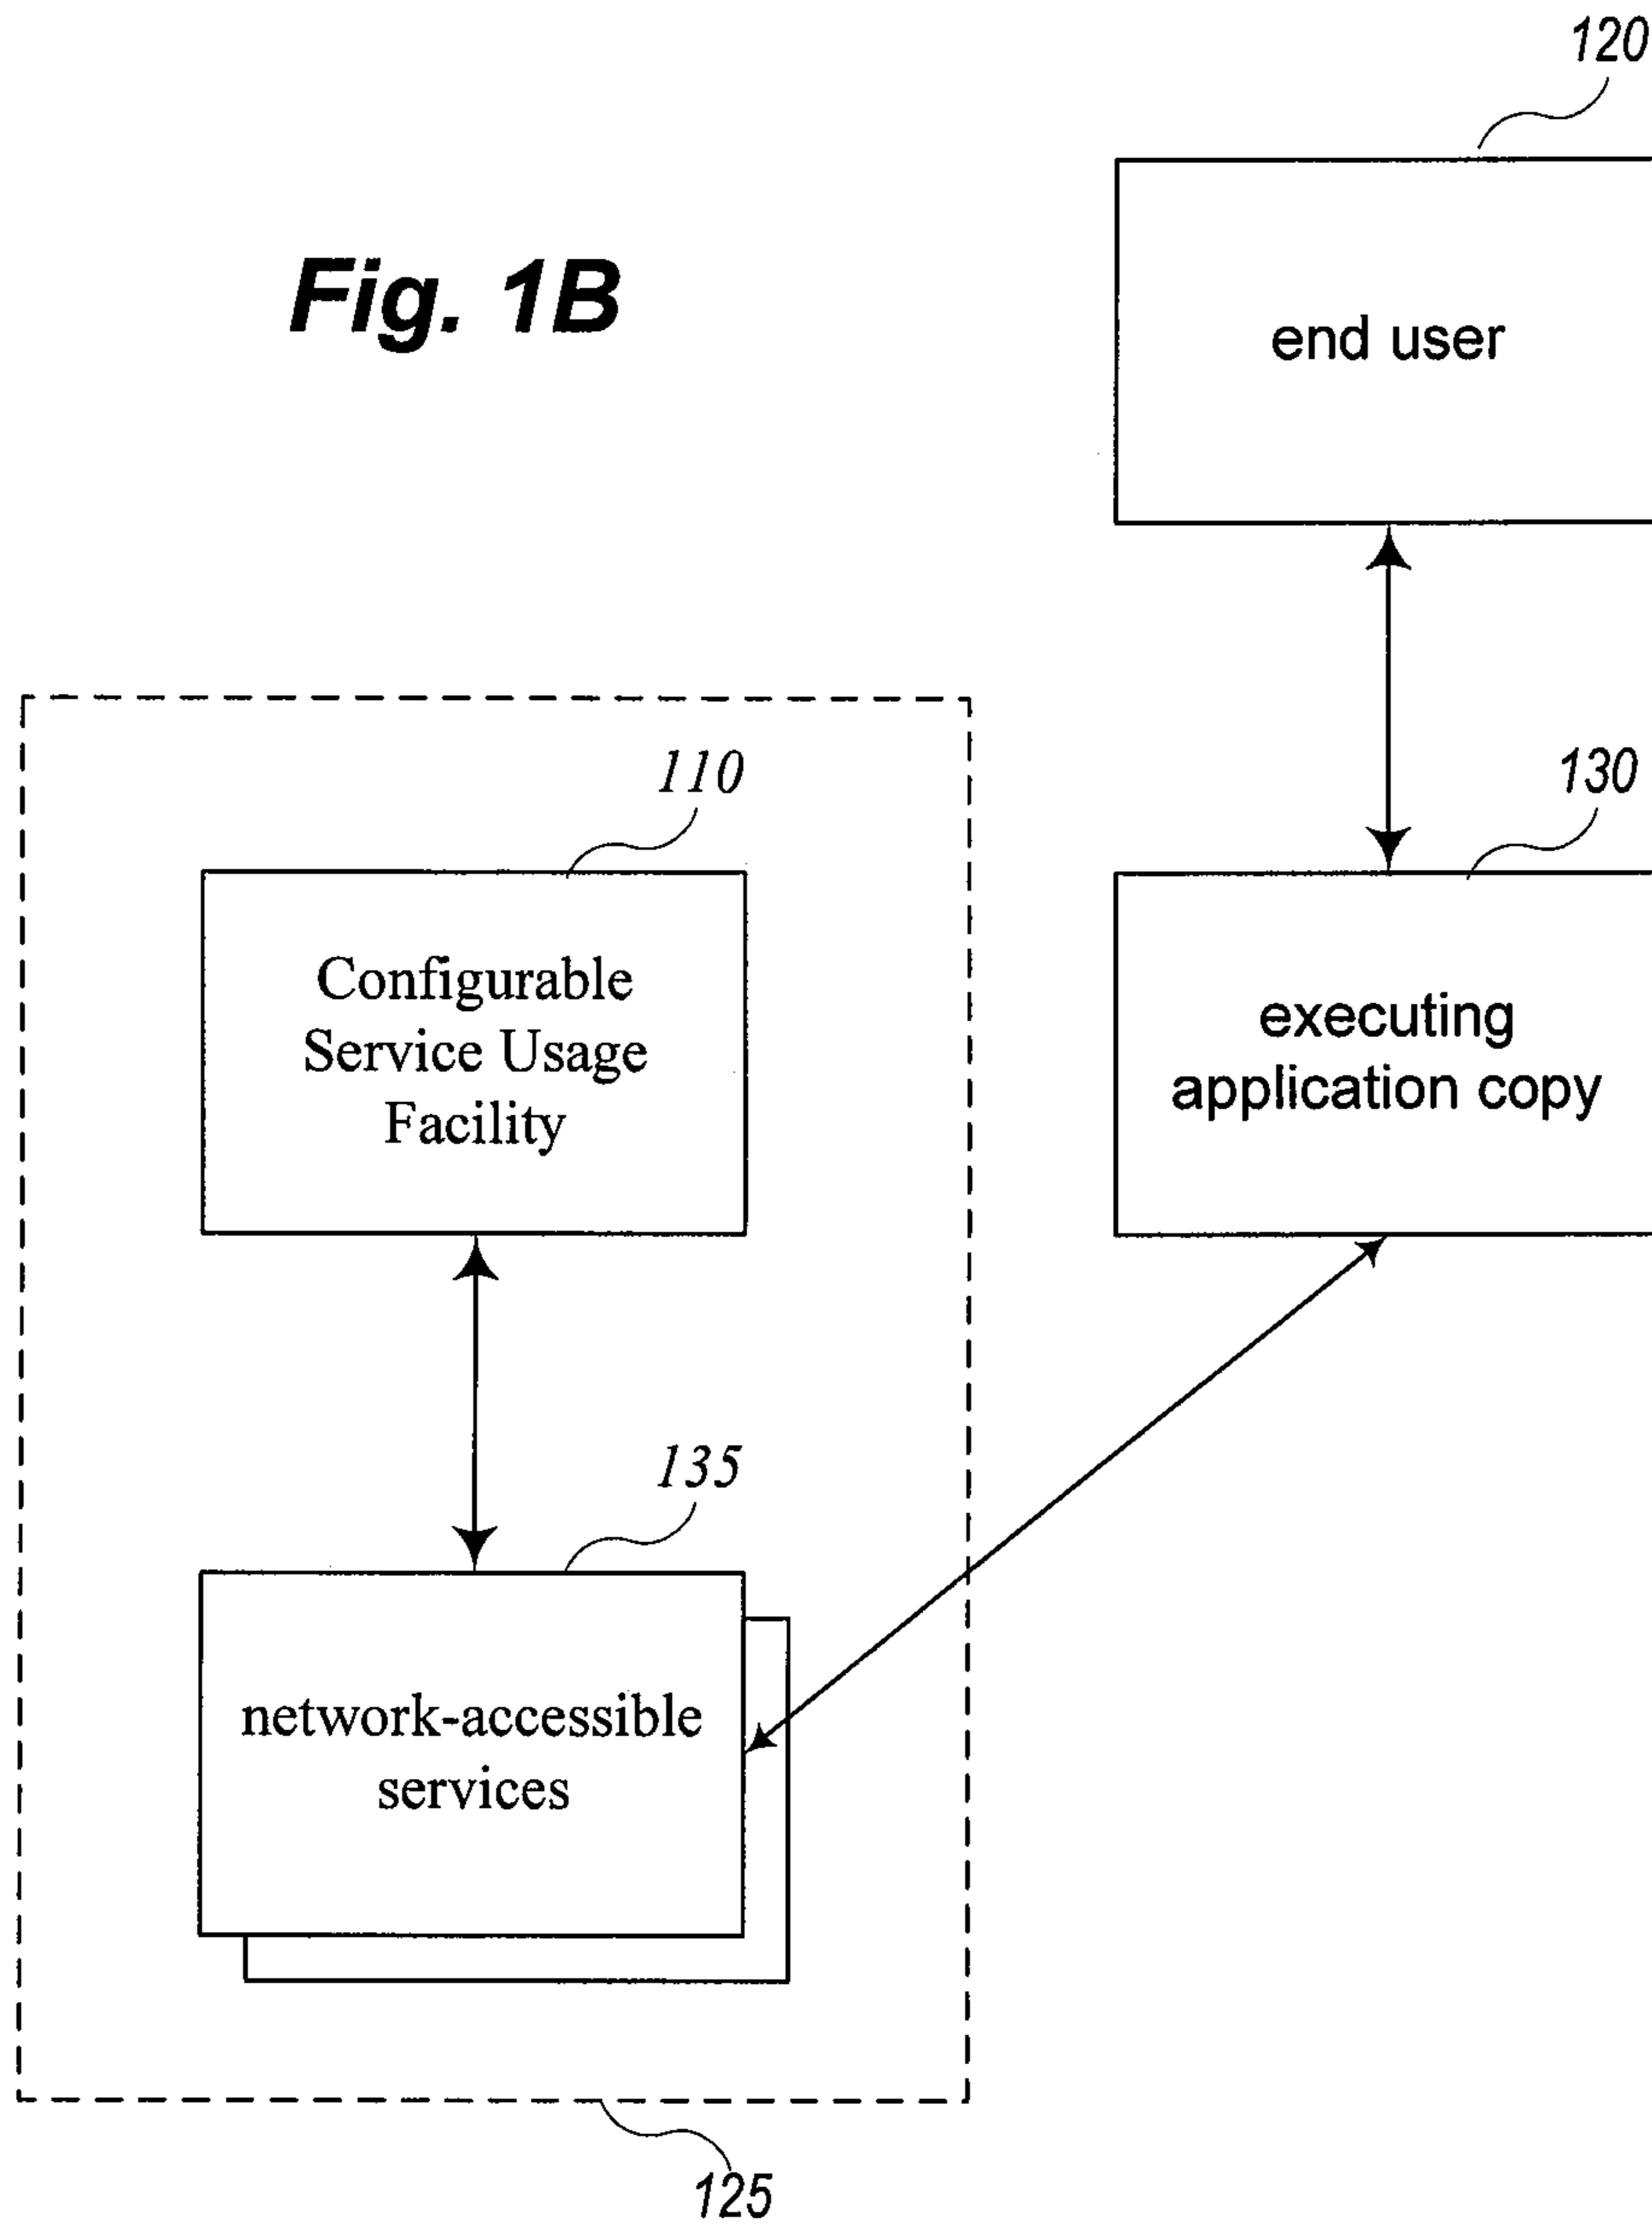 120
Fig. 1B
end user
110
130
Configurable
Service Usage
Facility
executing
application copy
135
network-accessible
services
125